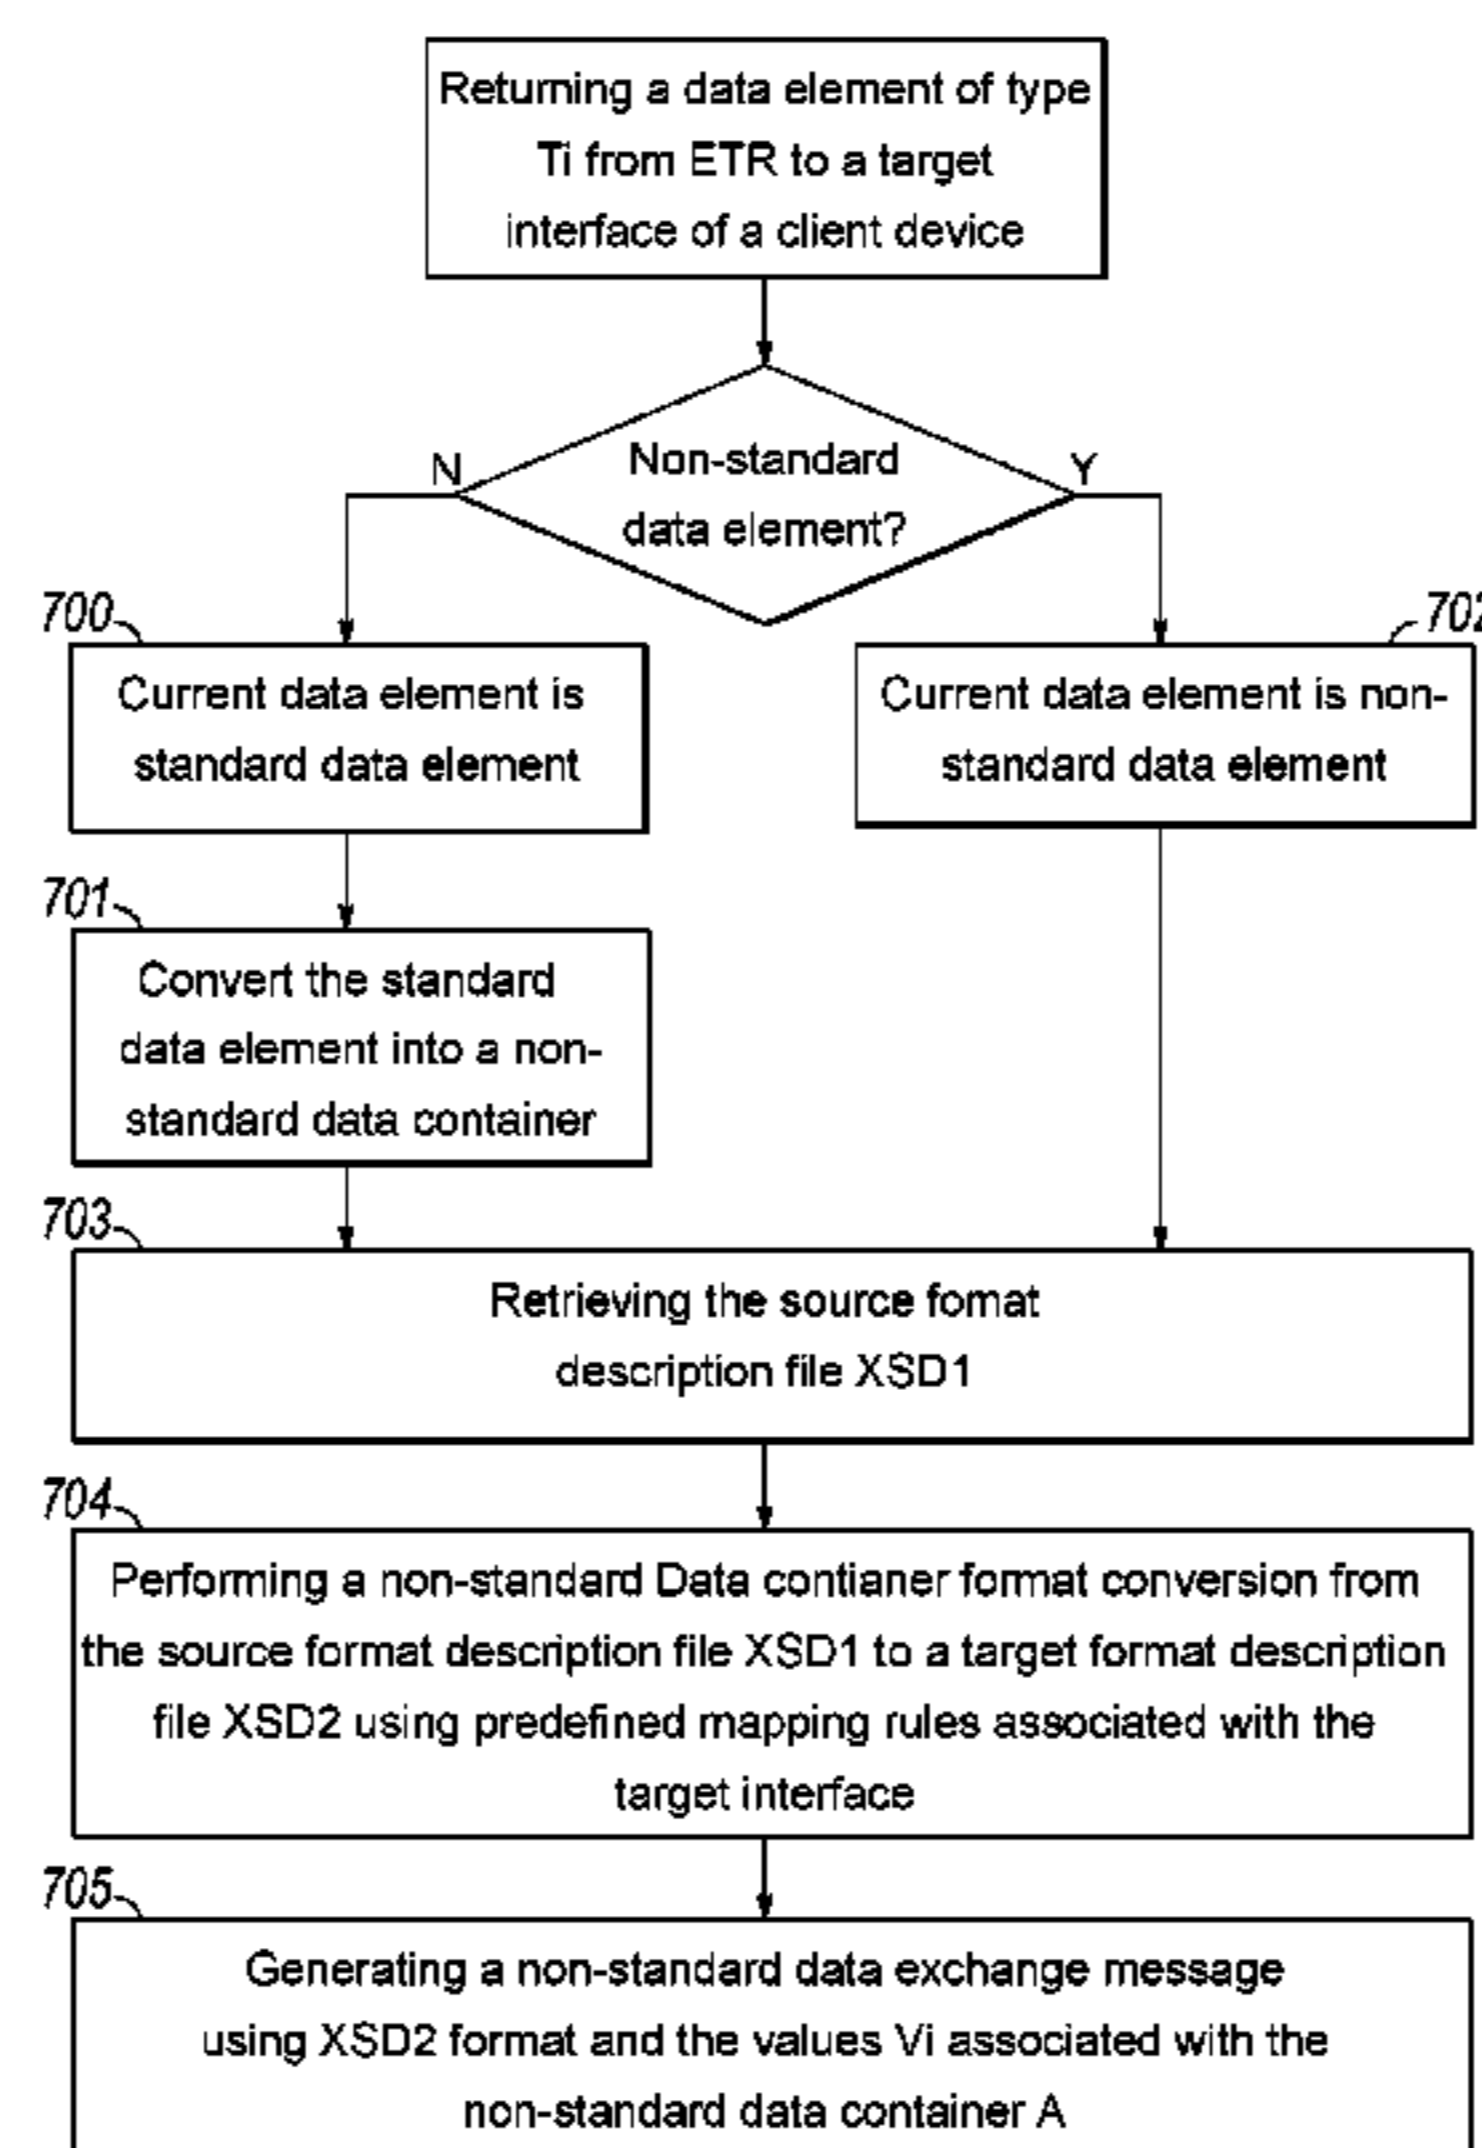 Returning a data element of type
Ti from ETR to a target
interface of a client device
Non-standard
data element?
N
Y
700
Current data element is
standard data element
702
Current data element is non-
standard data element
701
Convert the standard
data element into a non-
standard data container
703
Retrieving the source fomat
description file XSD1
704
Performing a non-standard Data contianer format conversion from
the source format description file XSD1 to a target format description
file XSD2 using predefined mapping rules associated with the
target interface
705
Generating a non-standard data exchange message
using XSD2 format and the values Vi associated with the
non-standard data container A